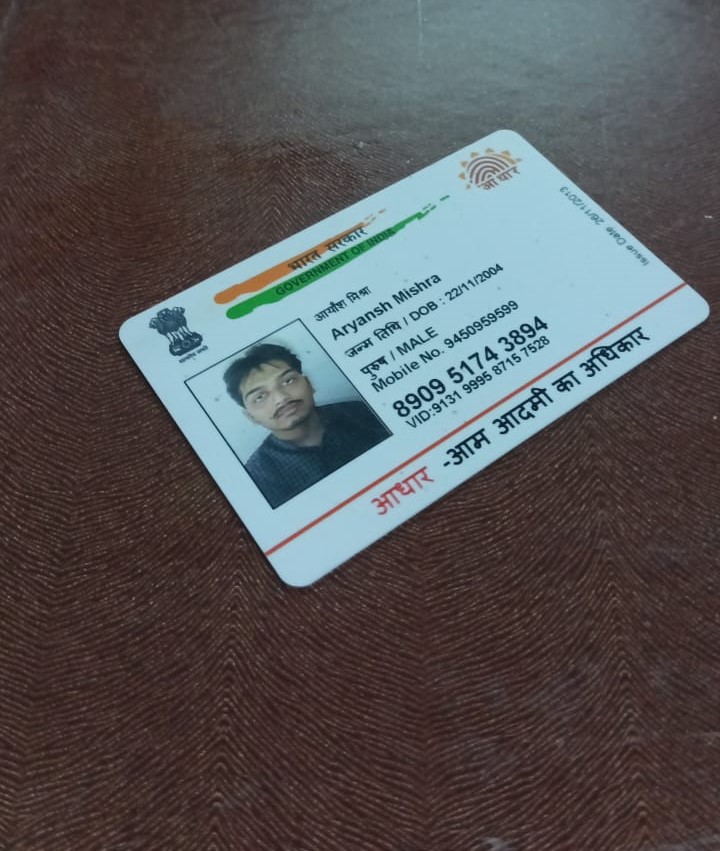 भारत सरकार
GOVERNMENT OF INDIA
आधार
Issue Date: 26/11/2013
सत्यमेव जयते
आर्यांश मिश्रा
Aryansh Mishra
जन्म तिथि / DOB : 22/11/2004
पुरुष / MALE
Mobile No. 9450959599
8909 5174 3894
VID:9131 9995 8715 7528
आधार -आम आदमी का अधिकार